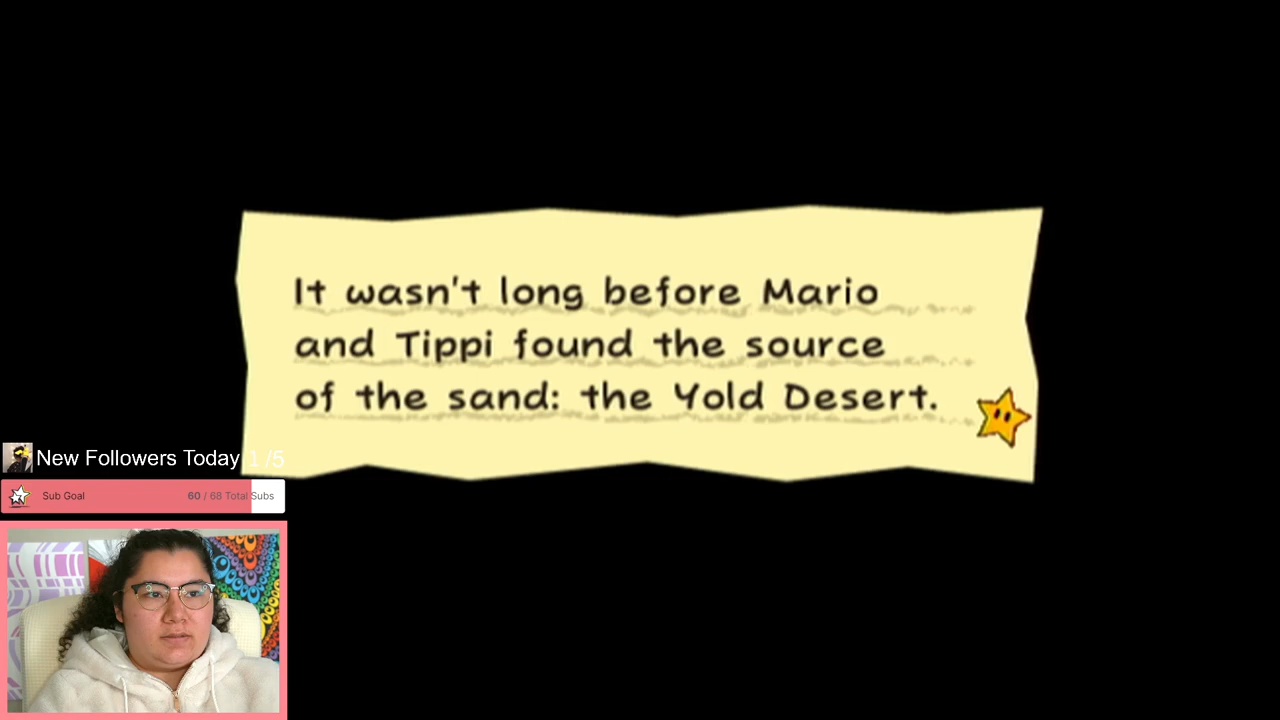 It wasn't long before Mario
and Tippi found the source
of the sand: the Yold Desert.
New Followers Today 1 /5
Sub Goal 60 / 68 Total Subs